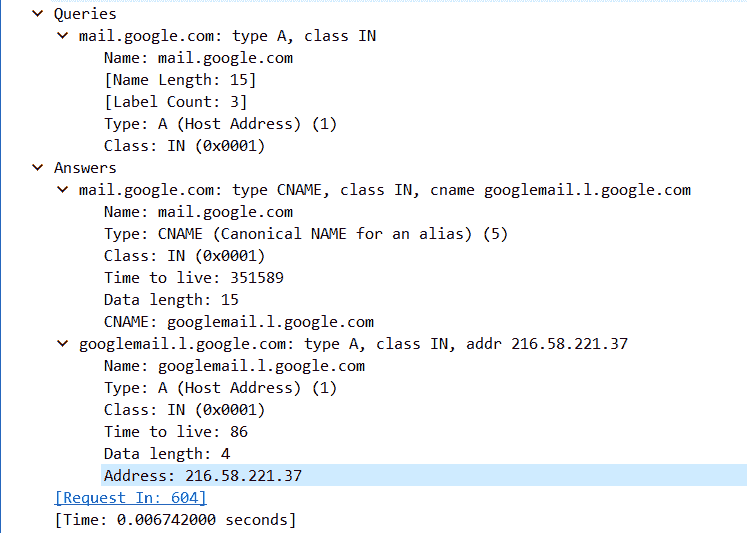 Queries
mail.google.com: type A, class IN
Name: mail.google.com
[Name Length: 15]
[Label Count: 3]
Type: A (Host Address) (1)
Class: IN (0x0001)
Answers
mail.google.com: type CNAME, class IN, cname googlemail.l.google.com
Name: mail.google.com
Type: CNAME (Canonical NAME for an alias) (5)
Class: IN (0x0001)
Time to live: 351589
Data length: 15
CNAME: googlemail.l.google.com
googlemail.l.google.com: type A, class IN, addr 216.58.221.37
Name: googlemail.l.google.com
Type: A (Host Address) (1)
Class: IN (0x0001)
Time to live: 86
Data length: 4
Address: 216.58.221.37
[Request In: 604]
[Time: 0.006742000 seconds]